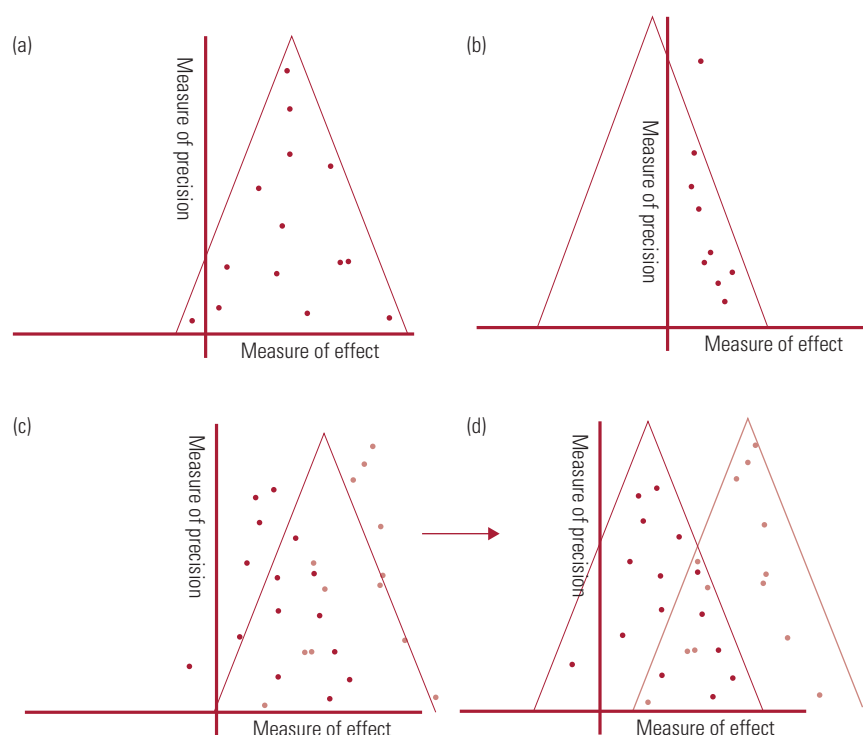 (a)
Measure of precision
Measure of effect
(b)
Measure of precision
Measure of effect
(c)
Measure of precision
Measure of effect
(d)
Measure of precision
Measure of effect